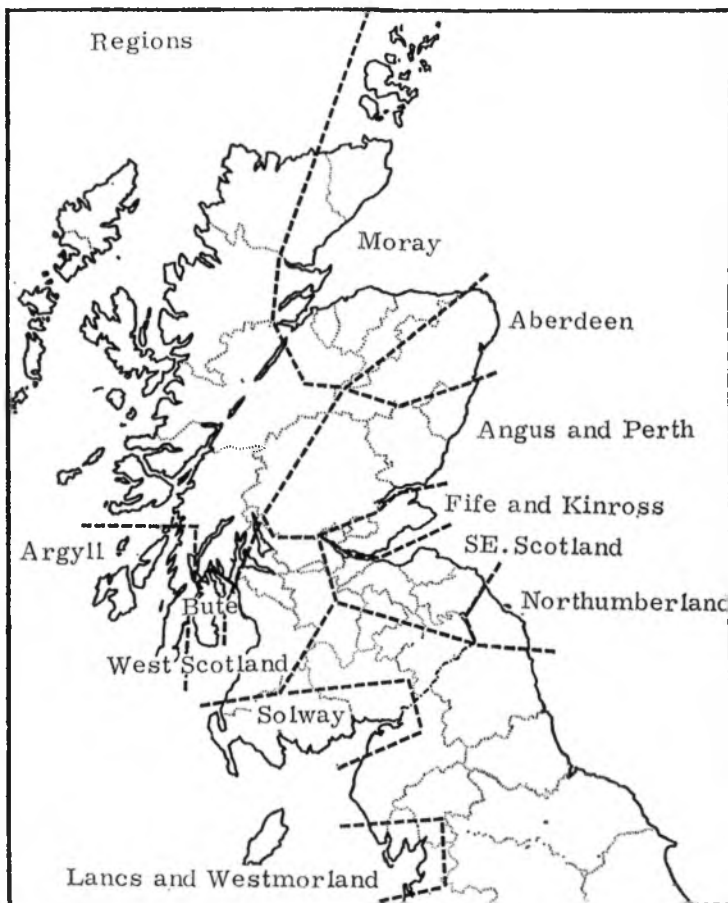 Regions
Moray
Aberdeen
Angus and Perth
Fife and Kinross
SE. Scotland
Argyll
Northumberland
Bute
West Scotland
Solway
Lancs and Westmorland